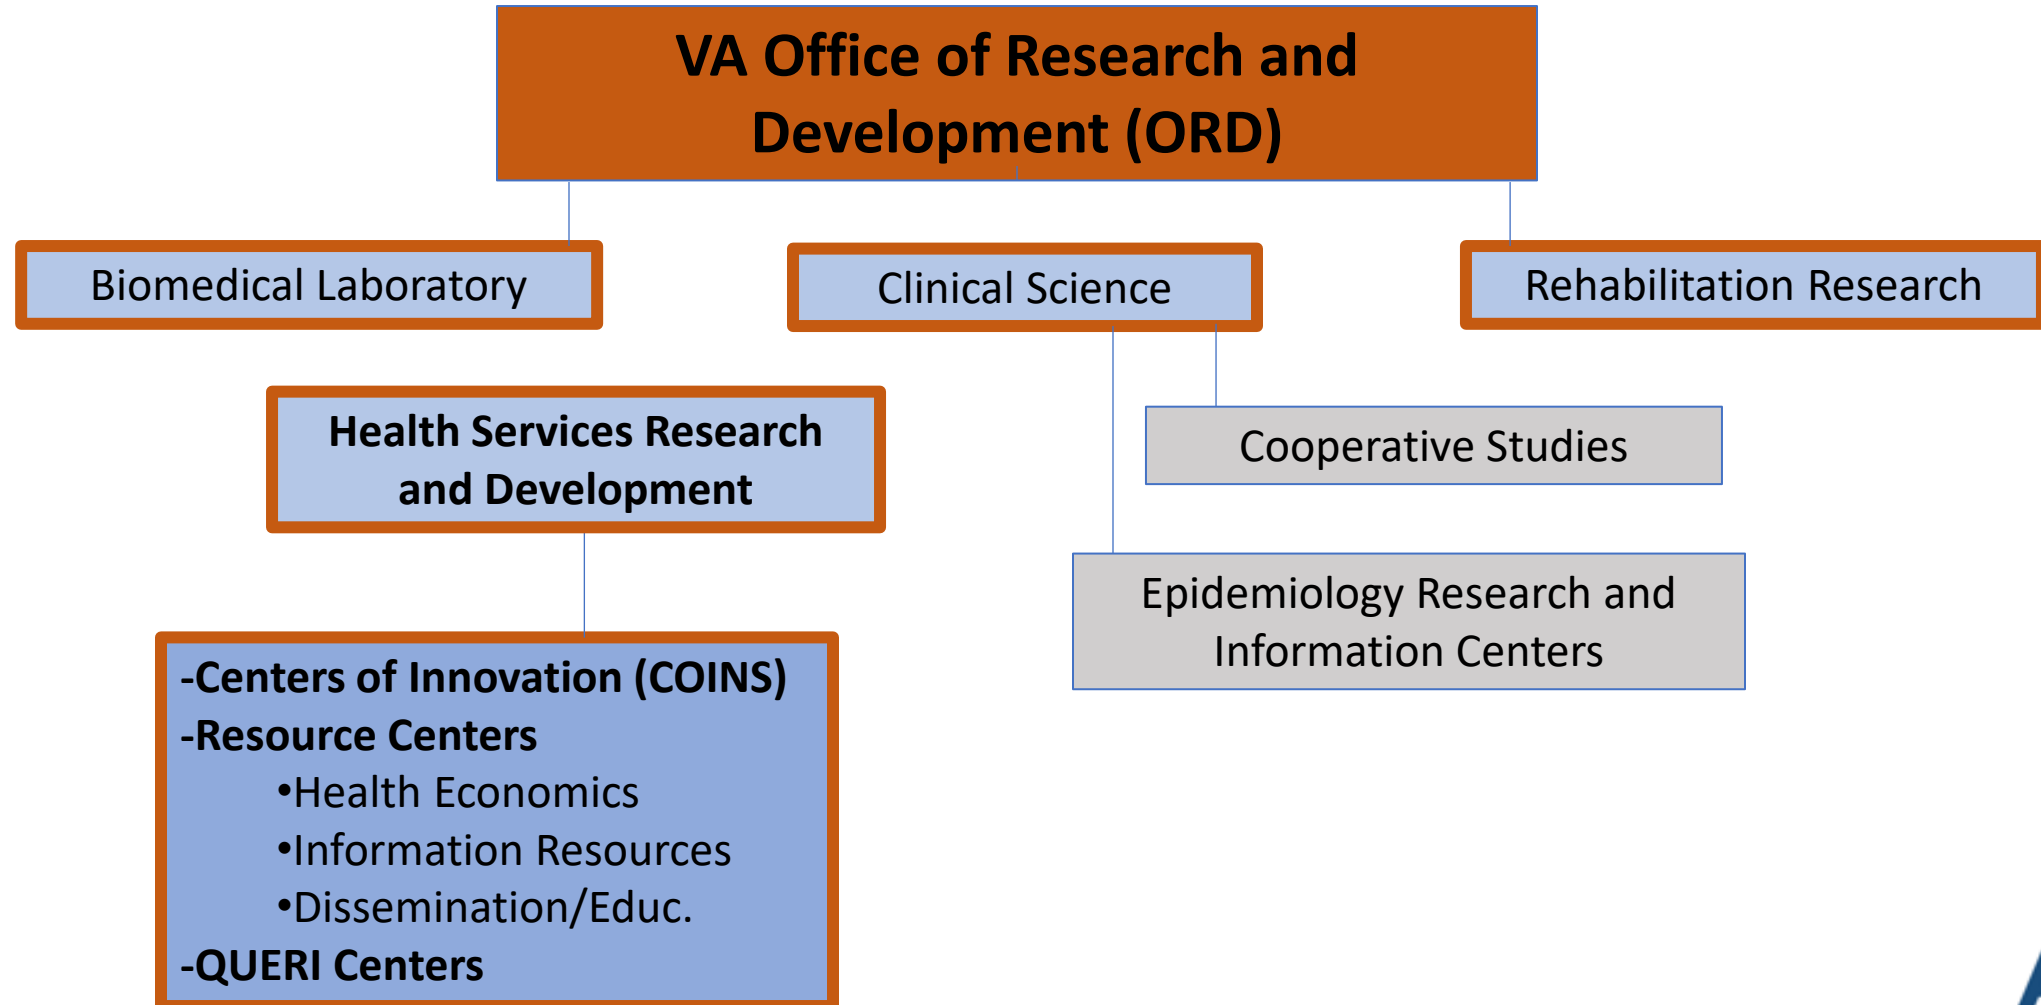 VA Office of Research and
Development (ORD)
Biomedical Laboratory
Clinical Science
Rehabilitation Research
Health Services Research
and Development
Cooperative Studies
Epidemiology Research and
Information Centers
-Centers of Innovation (COINS)
-Resource Centers
•Health Economics
•Information Resources
•Dissemination/Educ.
-QUERI Centers